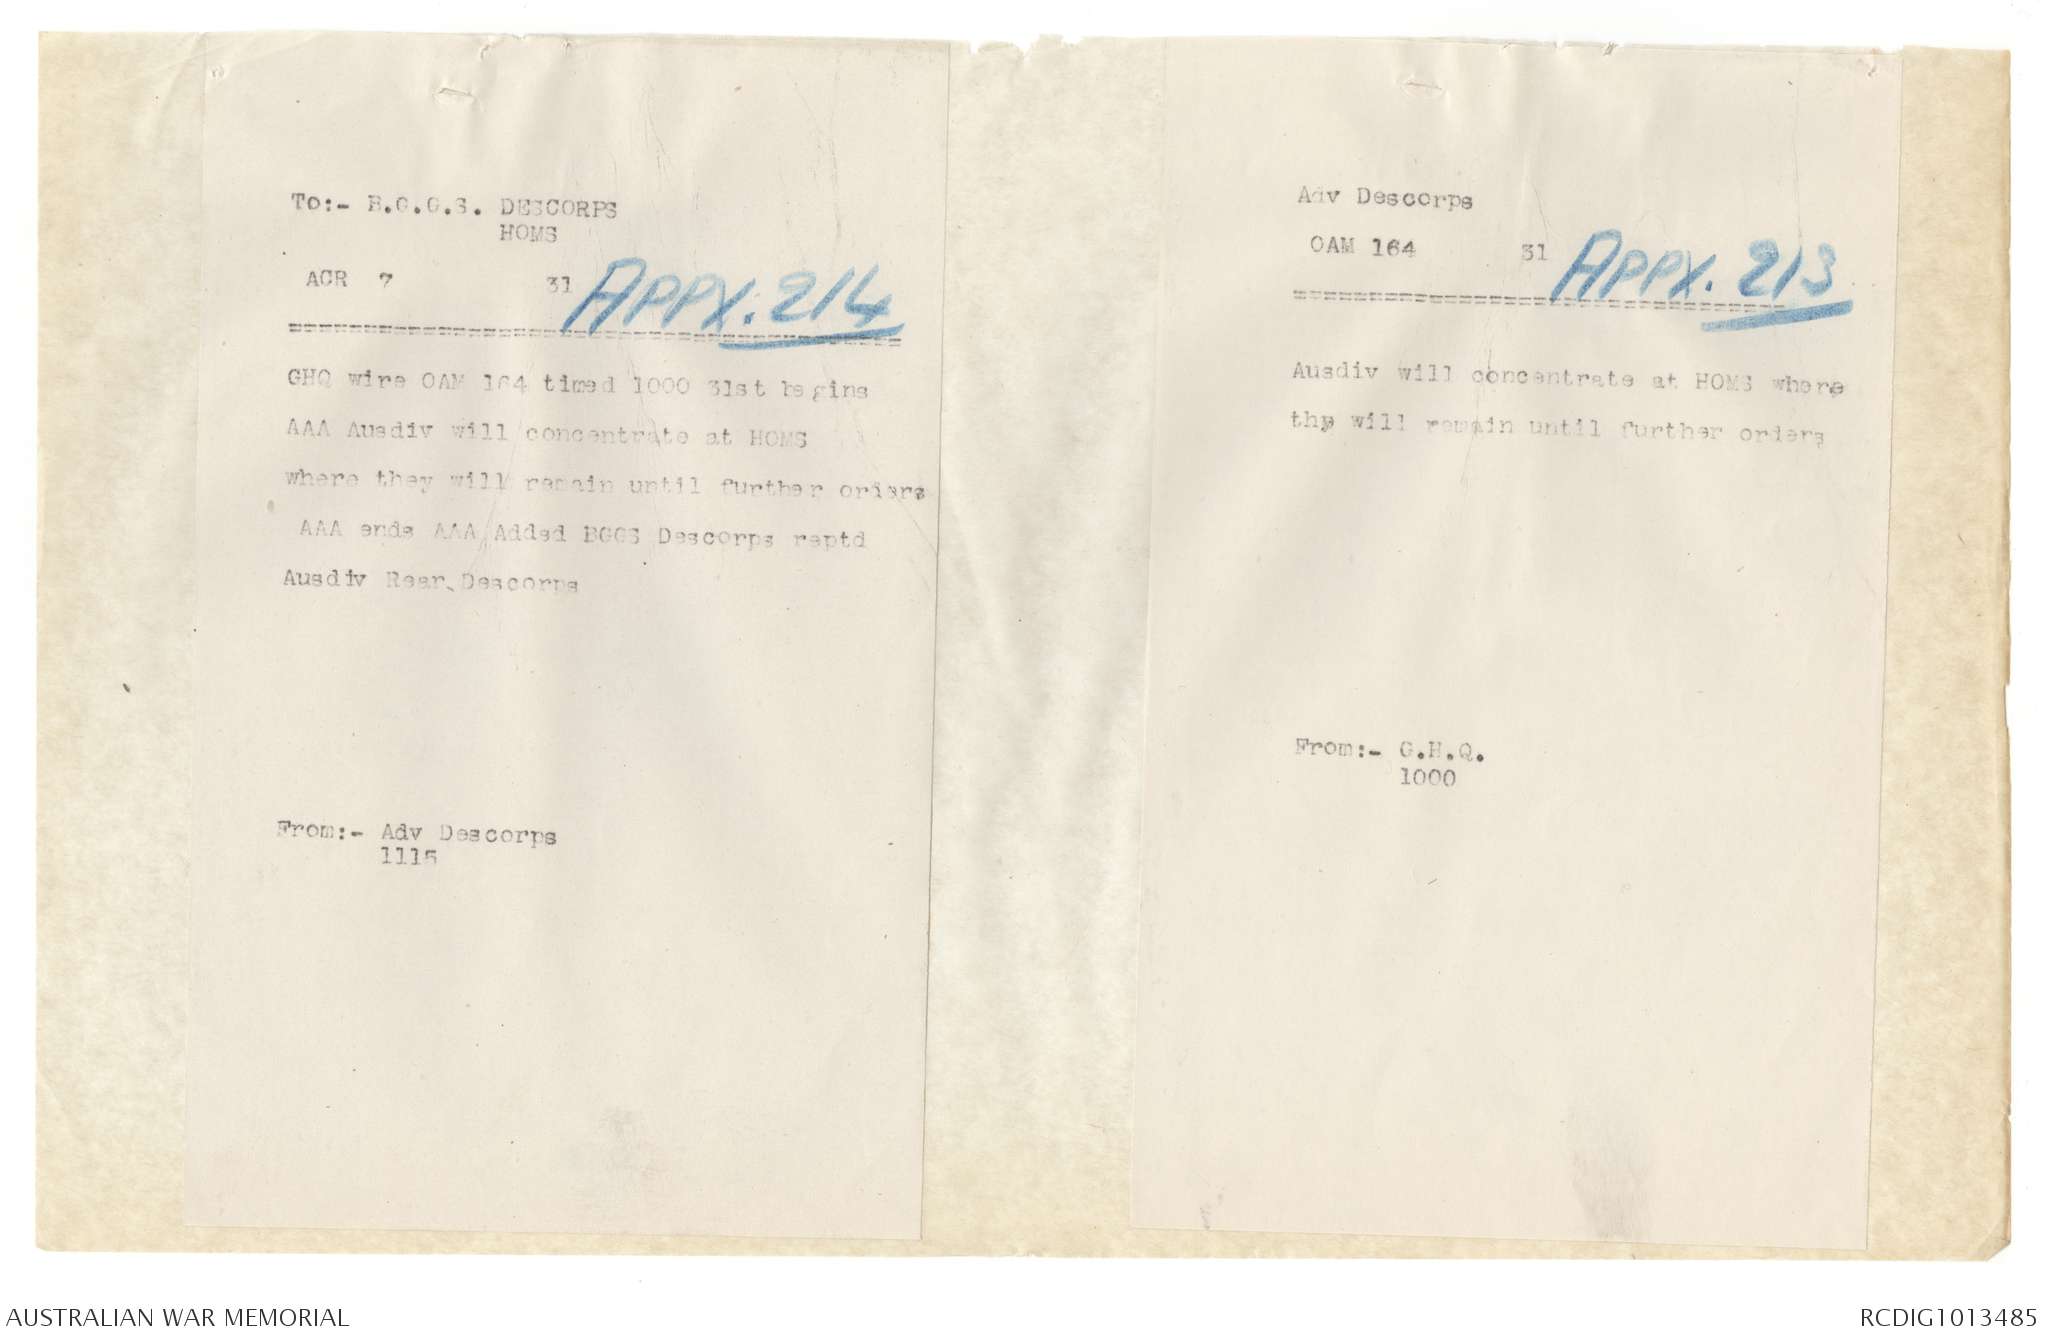 To:- B.G.G.S. DESCORPS
HOMS
ACR 7 31 APPX. 214
GHQ wire OAM 164 timed 1000 31st begins
AAA Ausdiv will concentrate at HOMS
where they will remain until further orders
AAA ends AAA Added BGGS Descorps reptd
Ausdiv Rear Descorps
From:- Adv Descorps
1115
Adv Descorps
OAM 164 31 APPX. 213
Ausdiv will concentrate at HOMS where
thy will remain until further orders
From:- G.H.Q.
1000
AUSTRALIAN WAR MEMORIAL
RCDIG1013485